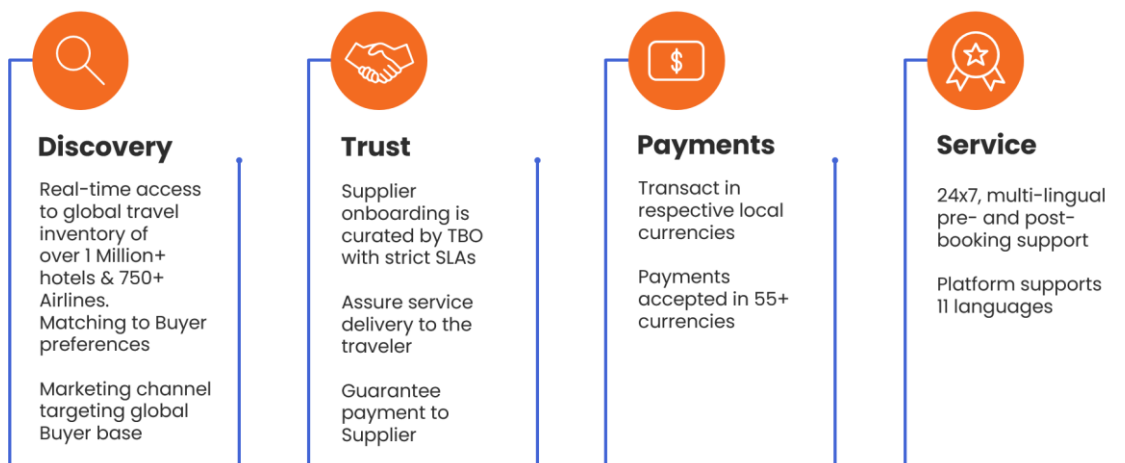 Discovery
Real-time access
to global travel
inventory of
over 1 Million+
hotels & 750+
Airlines.
Matching to Buyer
preferences
Marketing channel
targeting global
Buyer base
Trust
Supplier
onboarding is
curated by TBO
with strict SLAs
Assure service
delivery to the
traveler
Guarantee
payment to
Supplier
$
Payments
Transact in
respective local
currencies
Payments
accepted in 55+
currencies
Service
24x7, multi-lingual
pre- and post-
booking support
Platform supports
11 languages